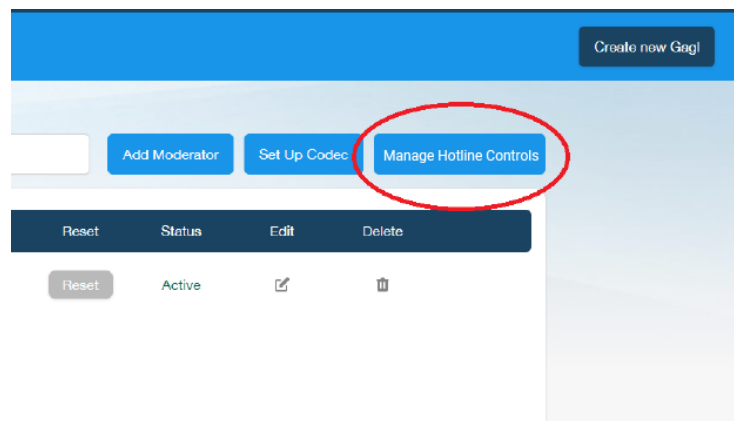 Create new Gagl
Add Moderator Set Up Codec Manage Hotline Controls
Reset Status Edit Delete
Reset Active